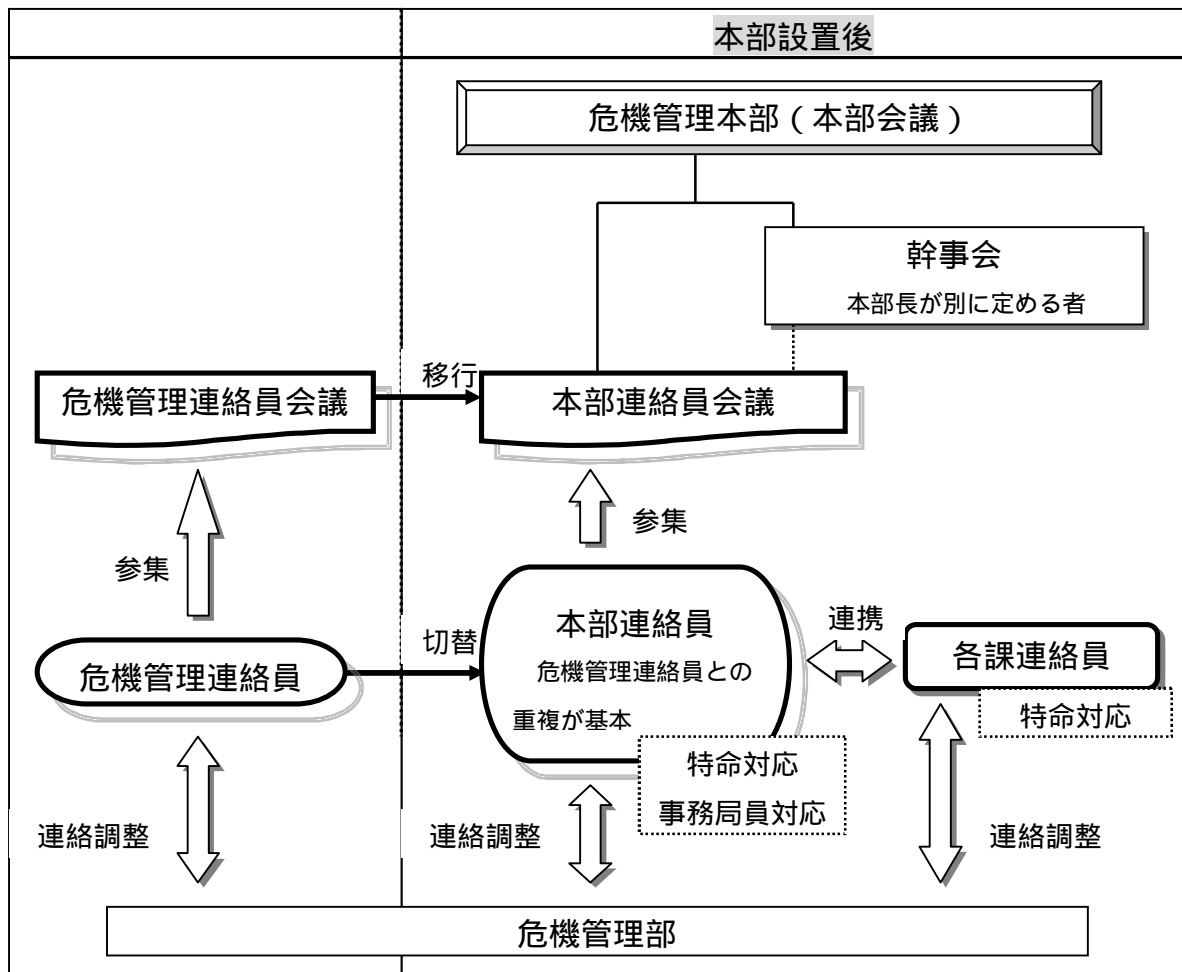 本部設置後
危機管理本部（本部会議）
幹事会
本部長が別に定める者
移行
危機管理連絡員会議
本部連絡員会議
参集
参集
切替
危機管理連絡員
本部連絡員
危機管理連絡員との
重複が基本
連携
各課連絡員
特命対応
特命対応
事務局員対応
連絡調整
連絡調整
連絡調整
危機管理部